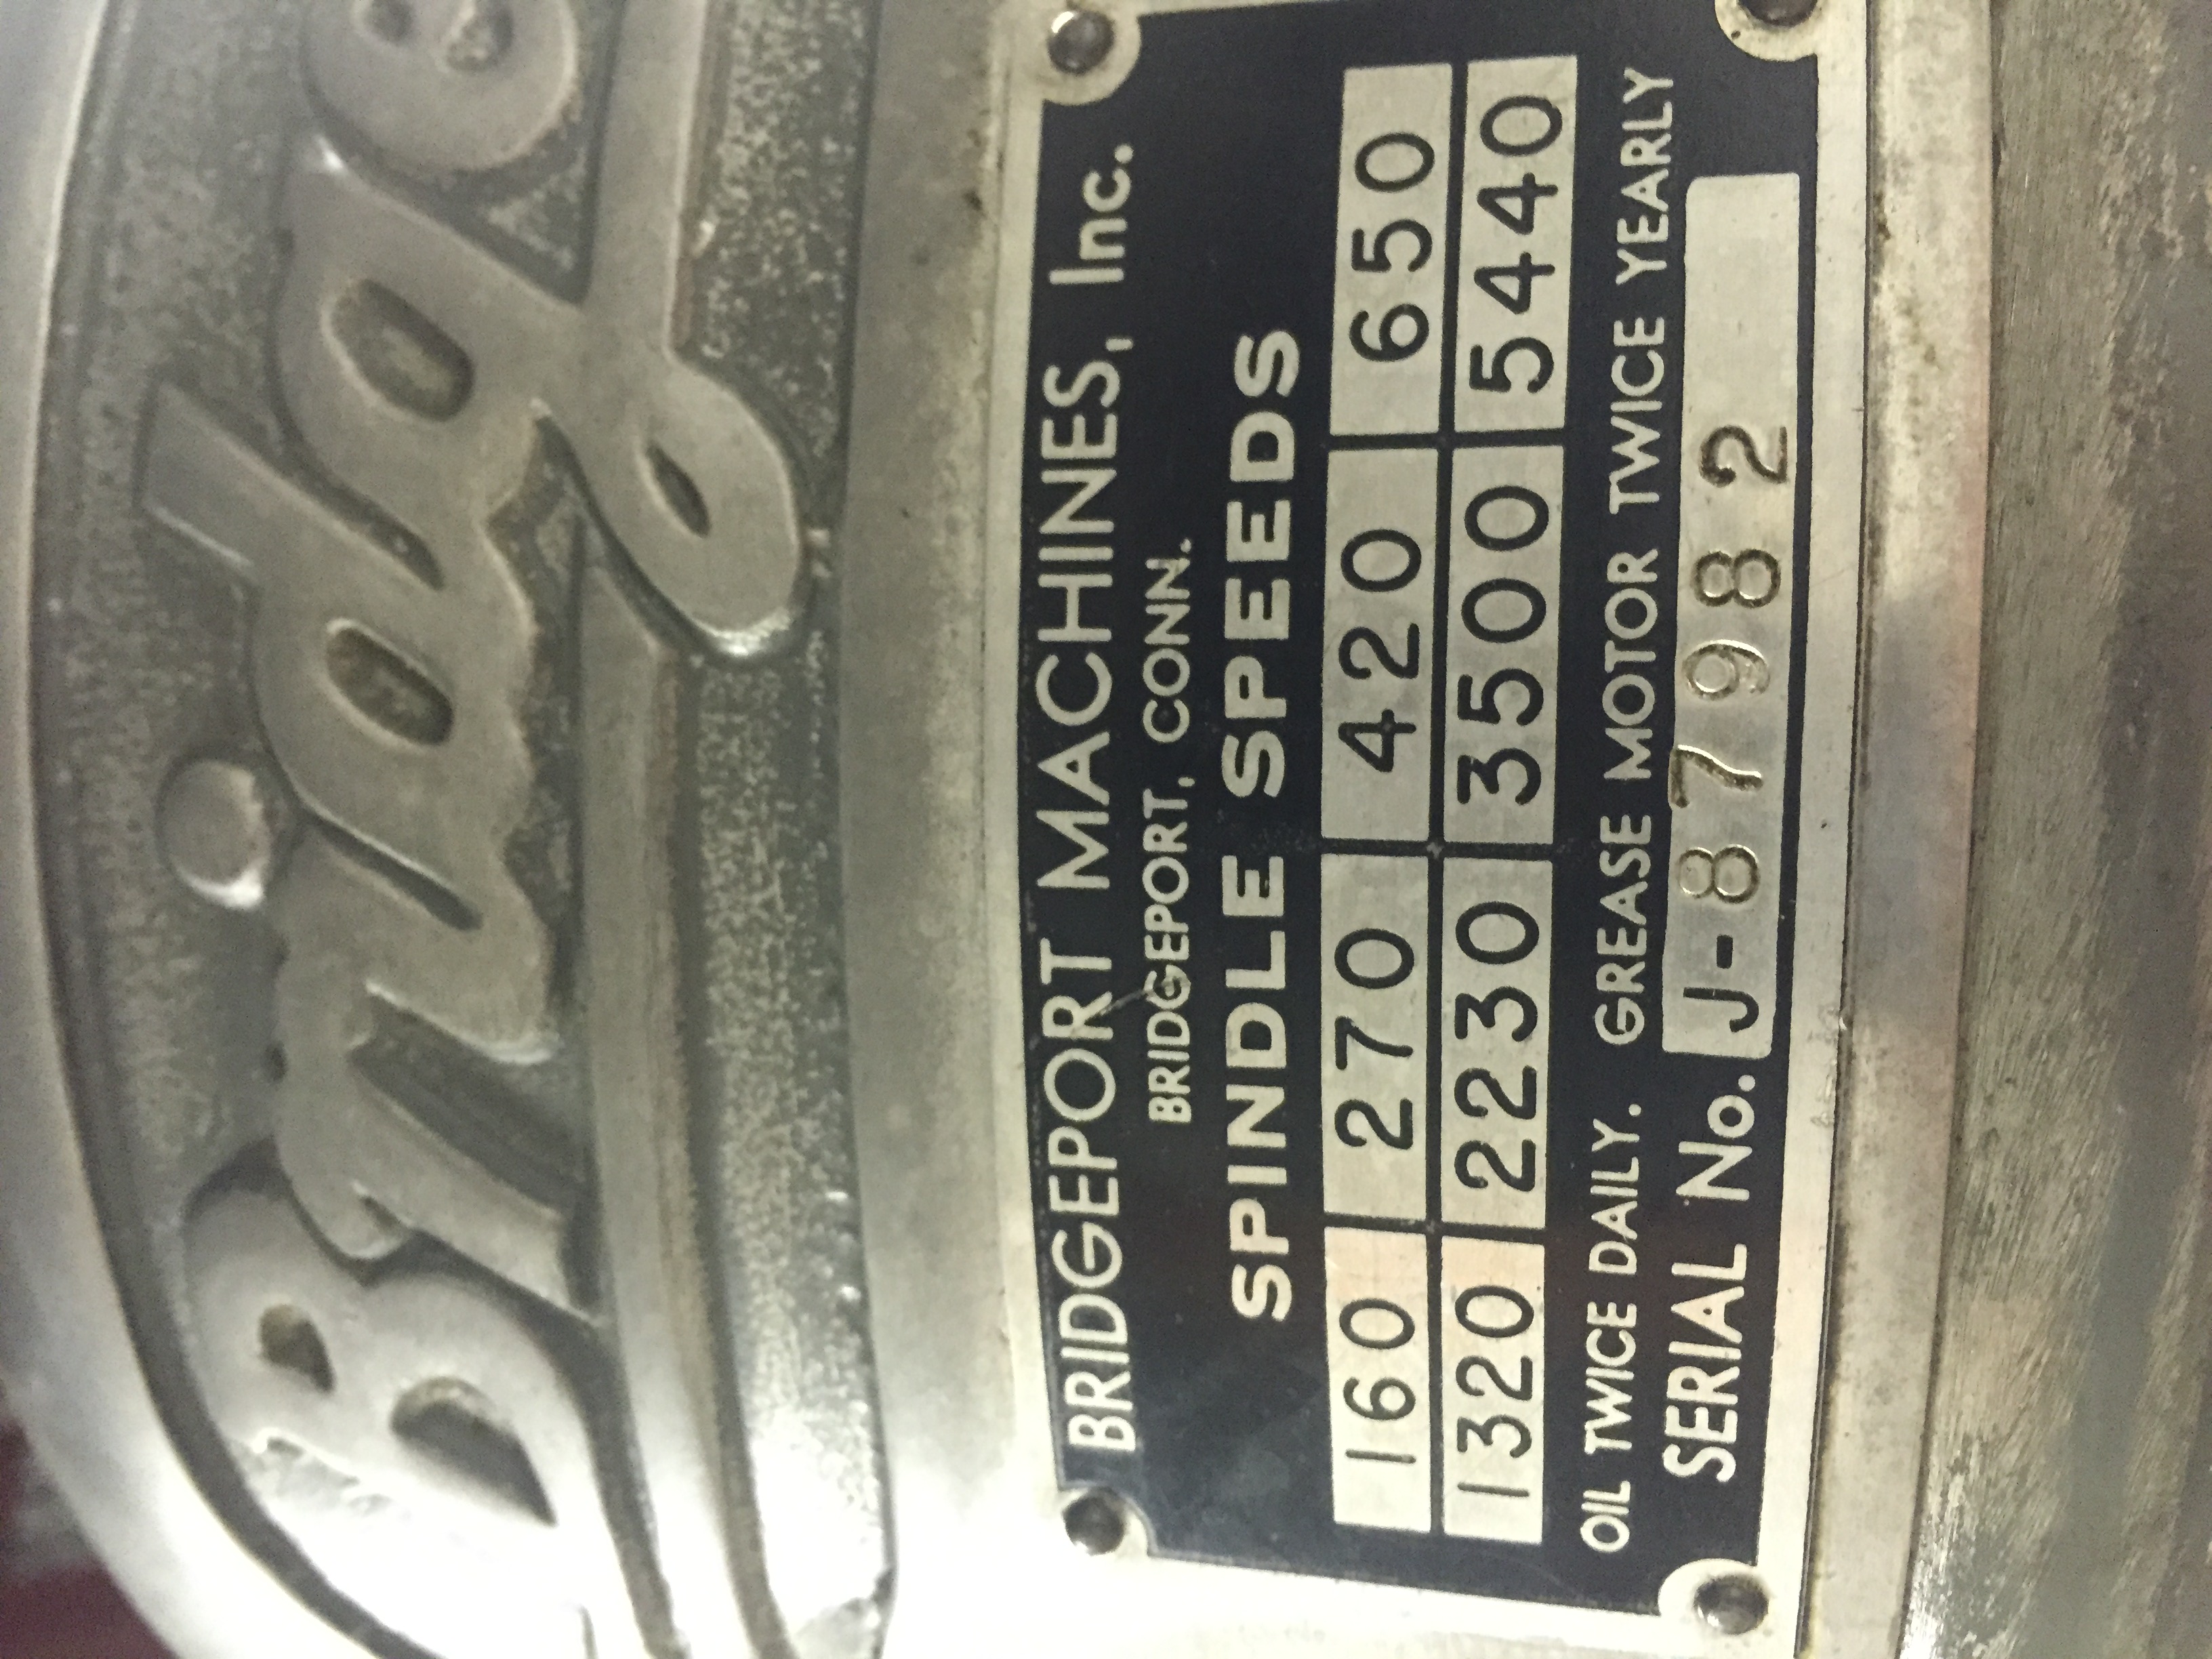 Bridge
BRIDGEPORT MACHINES, Inc.
BRIDGEPORT, CONN.
SPINDLE SPEEDS
160 270 420 650
1320 2230 3500 5440
OIL TWICE DAILY. GREASE MOTOR TWICE YEARLY
SERIAL No. J-87982